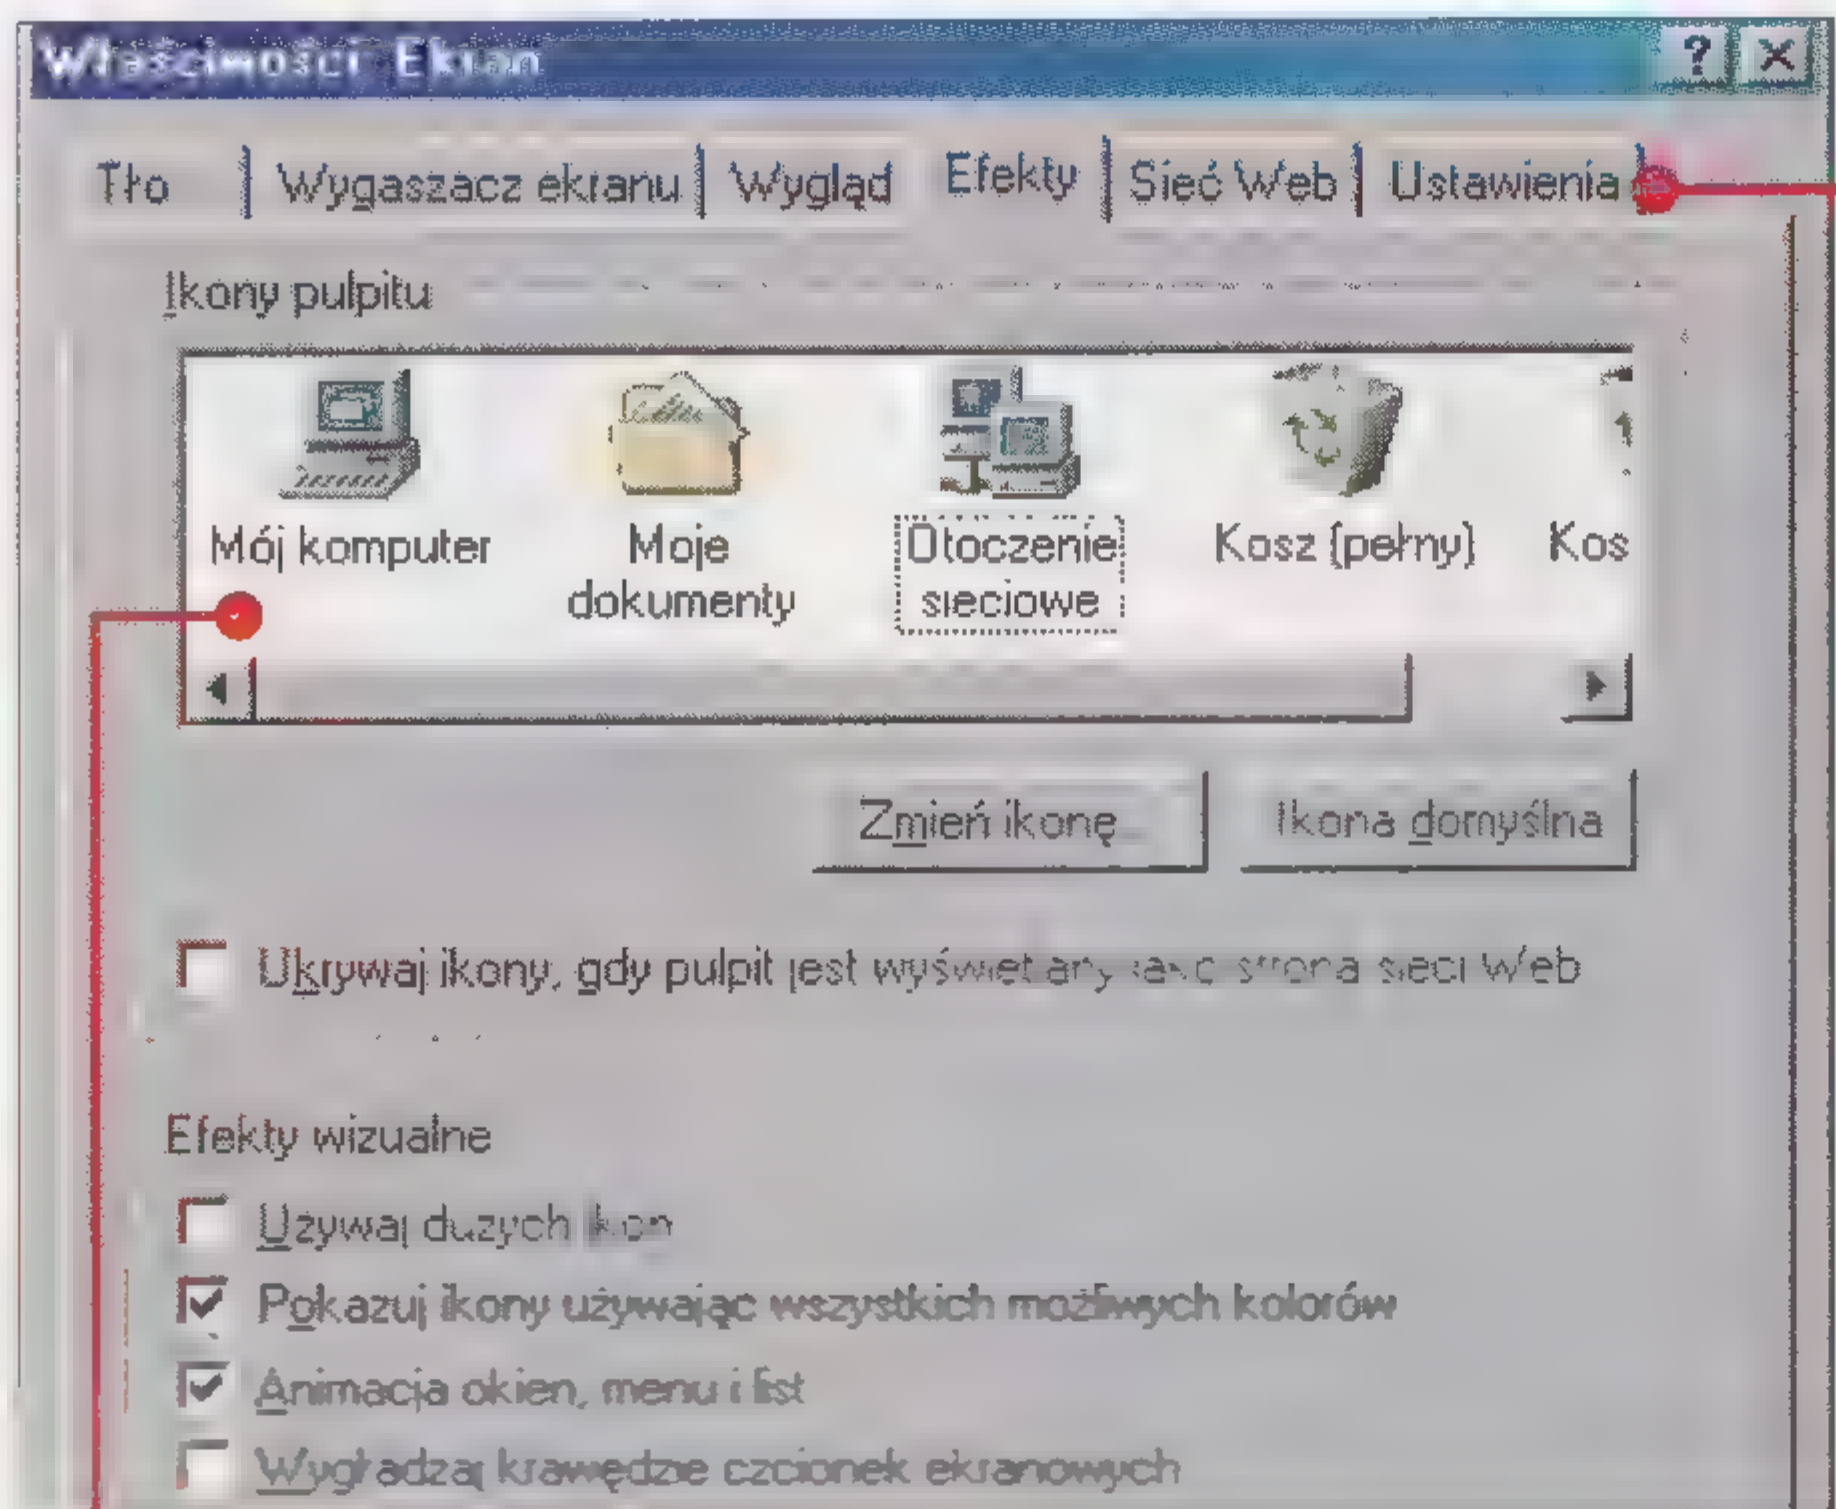 Właściwości: Ekran
Tło Wygaszacz ekranu Wygląd Efekty Sieć Web Ustawienia
Ikony pulpitu
Mój komputer Moje dokumenty Otoczenie sieciowe Kosz (pełny) Kos
Zmień ikonę... Ikona domyślna
Ukrywaj ikony, gdy pulpit jest wyświetlany jako strona sieci Web
Efekty wizualne
Używaj dużych ikon
Pokazuj ikony używając wszystkich możliwych kolorów
Animacja okien, menu i list
Wygładzaj krawędzie czcionek ekranowych